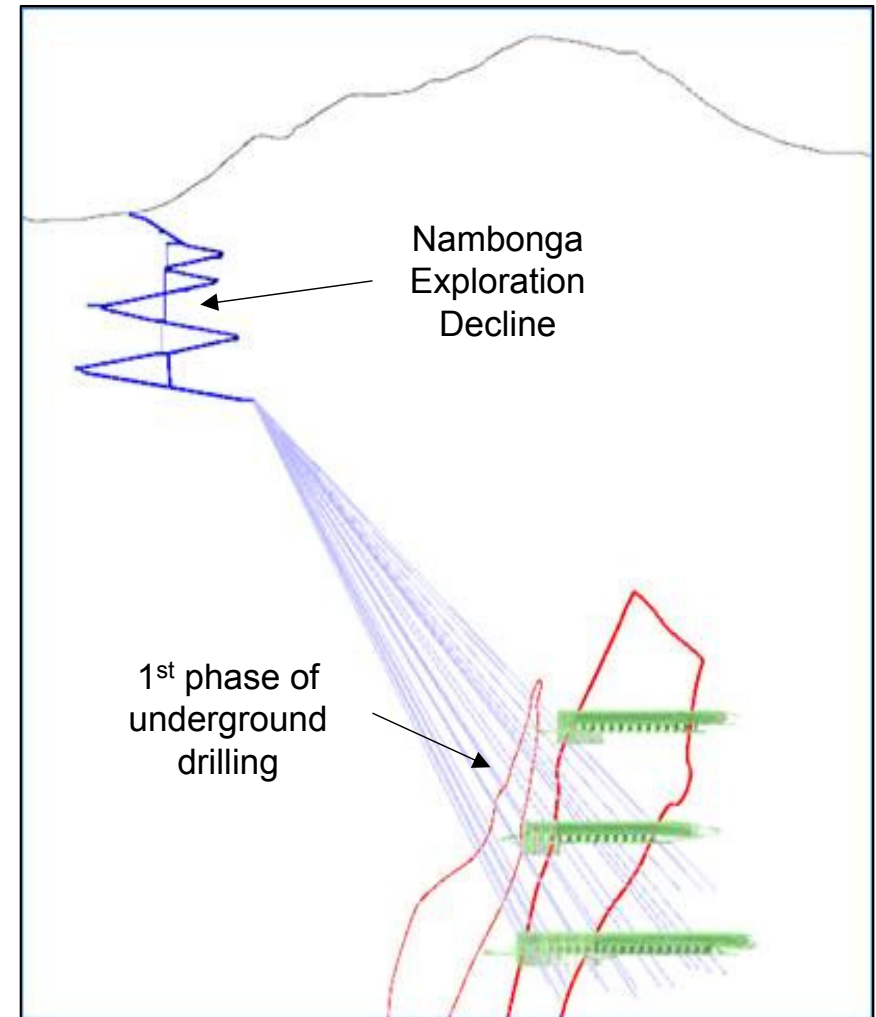 Nambonga
Exploration
Decline
1st phase of
underground
drilling